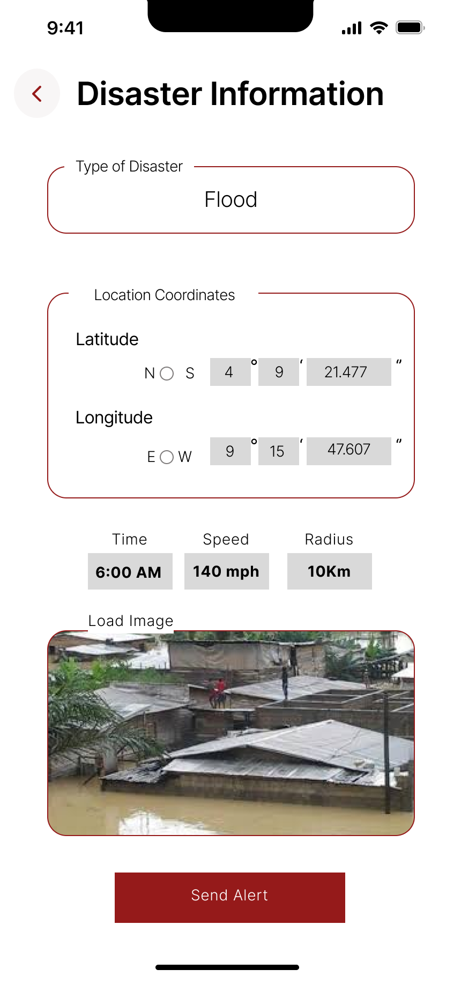 9:41
Disaster Information
Type of Disaster
Flood
Location Coordinates
Latitude
N S 4 ° 9 ‘ 21.477 ”
Longitude
E W 9 ° 15 ‘ 47.607 ”
Time Speed Radius
6:00 AM 140 mph 10Km
Load Image
Send Alert